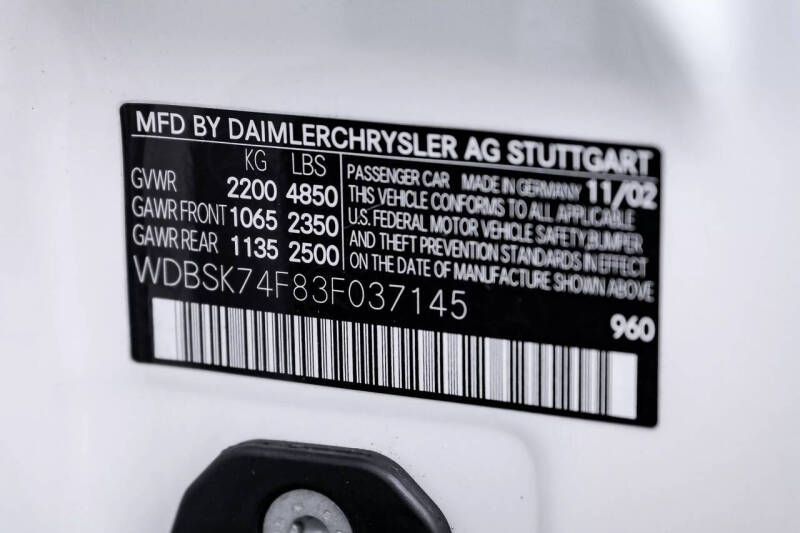 MFD BY DAIMLERCHRYSLER AG STUTTGART
KG LBS
GVWR 2200 4850
GAWR FRONT 1065 2350
GAWR REAR 1135 2500
PASSENGER CAR MADE IN GERMANY 11/02
THIS VEHICLE CONFORMS TO ALL APPLICABLE
U.S. FEDERAL MOTOR VEHICLE SAFETY,BUMPER
AND THEFT PREVENTION STANDARDS IN EFFECT
ON THE DATE OF MANUFACTURE SHOWN ABOVE
WDBSK74F83F037145
960